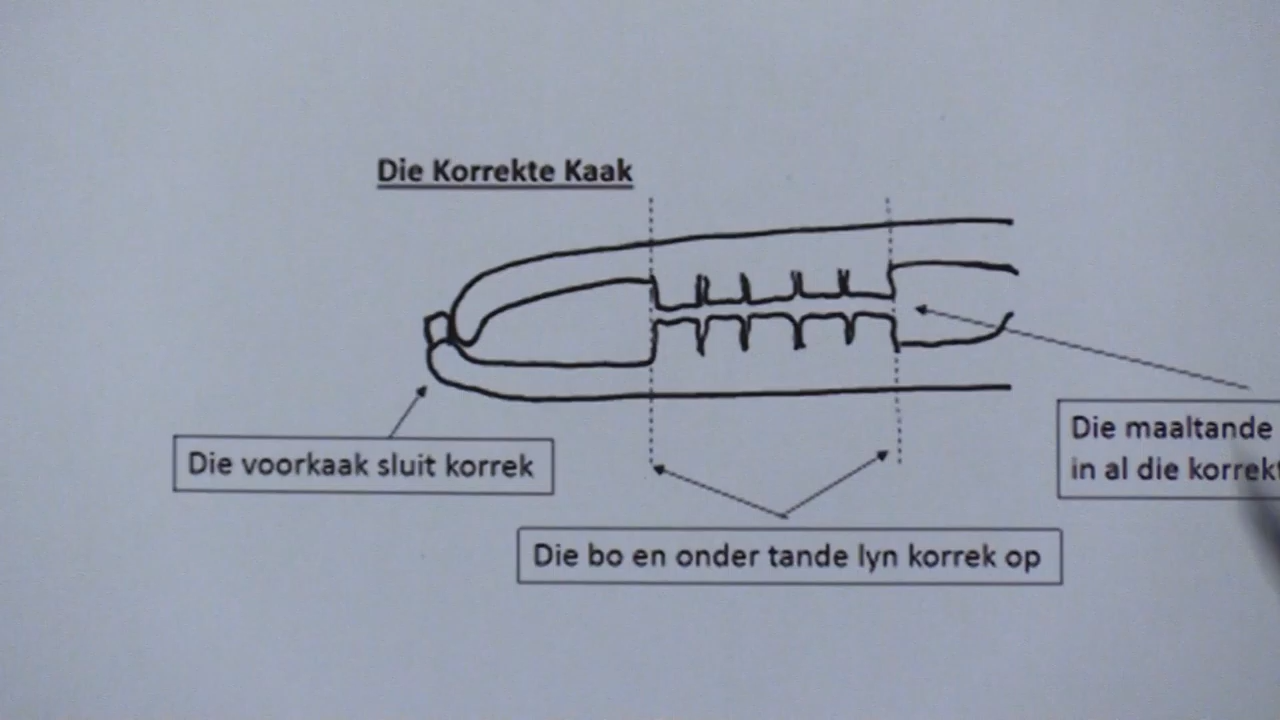 Die Korrekte Kaak
Die voorkaak sluit korrek
Die maaltande
in al die
Die bo en onder tande lyn korrek op